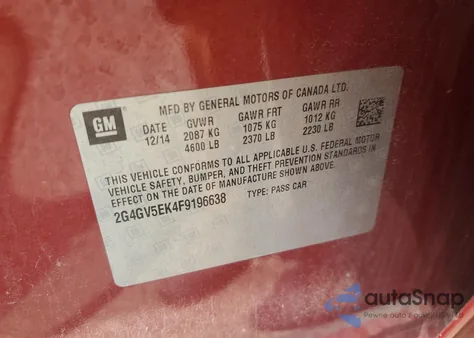 GM
MFD BY GENERAL MOTORS OF CANADA LTD.
DATE GVWR GAWR FRT GAWR RR
12/14 2087 KG 1075 KG 1012 KG
4600 LB 2370 LB 2230 LB
THIS VEHICLE CONFORMS TO ALL APPLICABLE U.S. FEDERAL MOTOR
VEHICLE SAFETY, BUMPER, AND THEFT PREVENTION STANDARDS IN
EFFECT ON THE DATE OF MANUFACTURE SHOWN ABOVE.
2G4GV5EK4F9196638 TYPE: PASS CAR
autoSnap
Pewne auto z